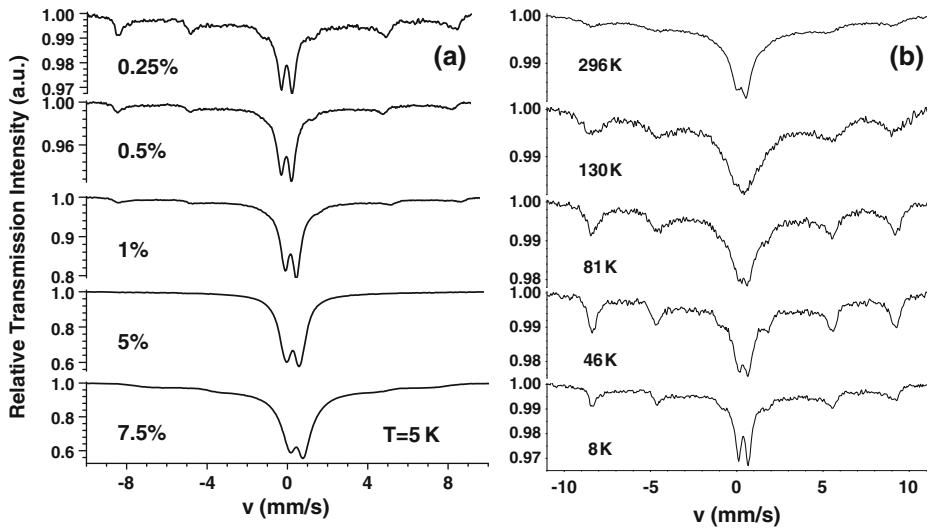 Relative Transmission Intensity (a.u.)
(a)
1.00
0.99
0.98
0.97
0.25%
1.00
0.96
0.5%
1.0
0.9
0.8
1%
1.0
0.8
0.6
5%
1.0
0.8
0.6
7.5%
T=5 K
-8 -4 0 4 8
v (mm/s)
(b)
1.00
0.99
296 K
1.00
0.99
130 K
1.00
0.99
0.98
81 K
1.00
0.99
0.98
46 K
1.00
0.99
0.98
0.97
8 K
-10 -5 0 5 10
v (mm/s)